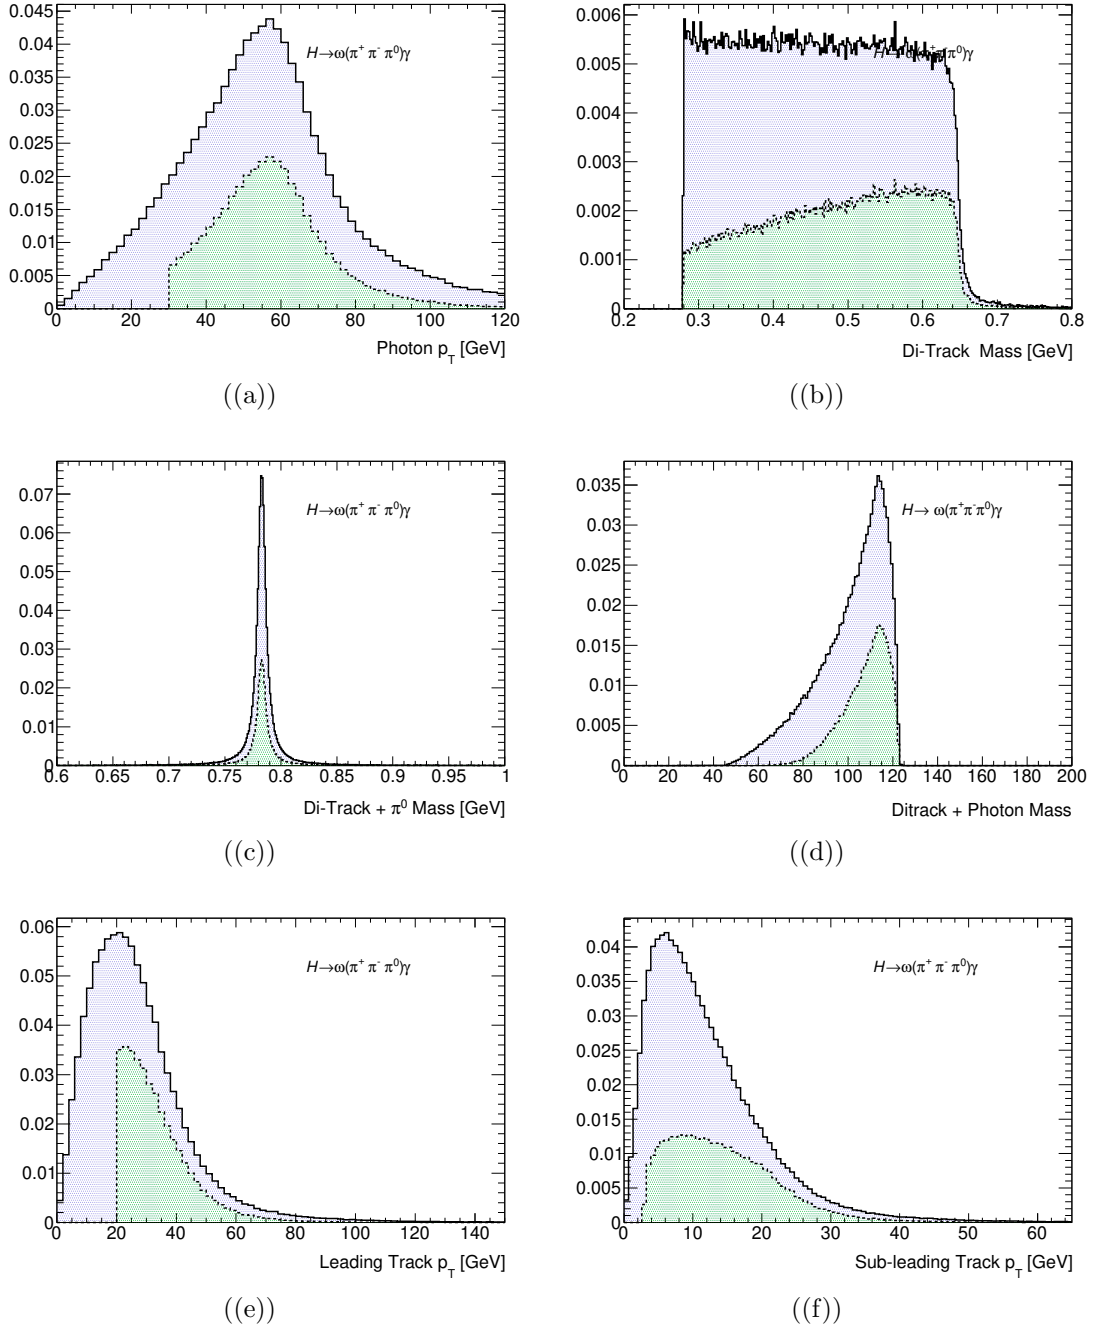 0.045
0.04
0.035
0.03
0.025
0.02
0.015
0.01
0.005
0
0 20 40 60 80 100 120
H→ω(π⁺ π⁻ π⁰)γ
Photon p_T [GeV]
((a))
0.006
0.005
0.004
0.003
0.002
0.001
0
0.2 0.3 0.4 0.5 0.6 0.7 0.8
H→ω(π⁺π⁻π⁰)γ
Di-Track Mass [GeV]
((b))
0.07
0.06
0.05
0.04
0.03
0.02
0.01
0
0.6 0.65 0.7 0.75 0.8 0.85 0.9 0.95 1
H→ω(π⁺ π⁻ π⁰)γ
Di-Track + π⁰ Mass [GeV]
((c))
0.035
0.03
0.025
0.02
0.015
0.01
0.005
0
0 20 40 60 80 100 120 140 160 180 200
H→ ω(π⁺π⁻π⁰)γ
Ditrack + Photon Mass
((d))
0.06
0.05
0.04
0.03
0.02
0.01
0
0 20 40 60 80 100 120 140
H→ω(π⁺ π⁻ π⁰)γ
Leading Track p_T [GeV]
((e))
0.04
0.035
0.03
0.025
0.02
0.015
0.01
0.005
0
0 10 20 30 40 50 60
H→ω(π⁺ π⁻ π⁰)γ
Sub-leading Track p_T [GeV]
((f))